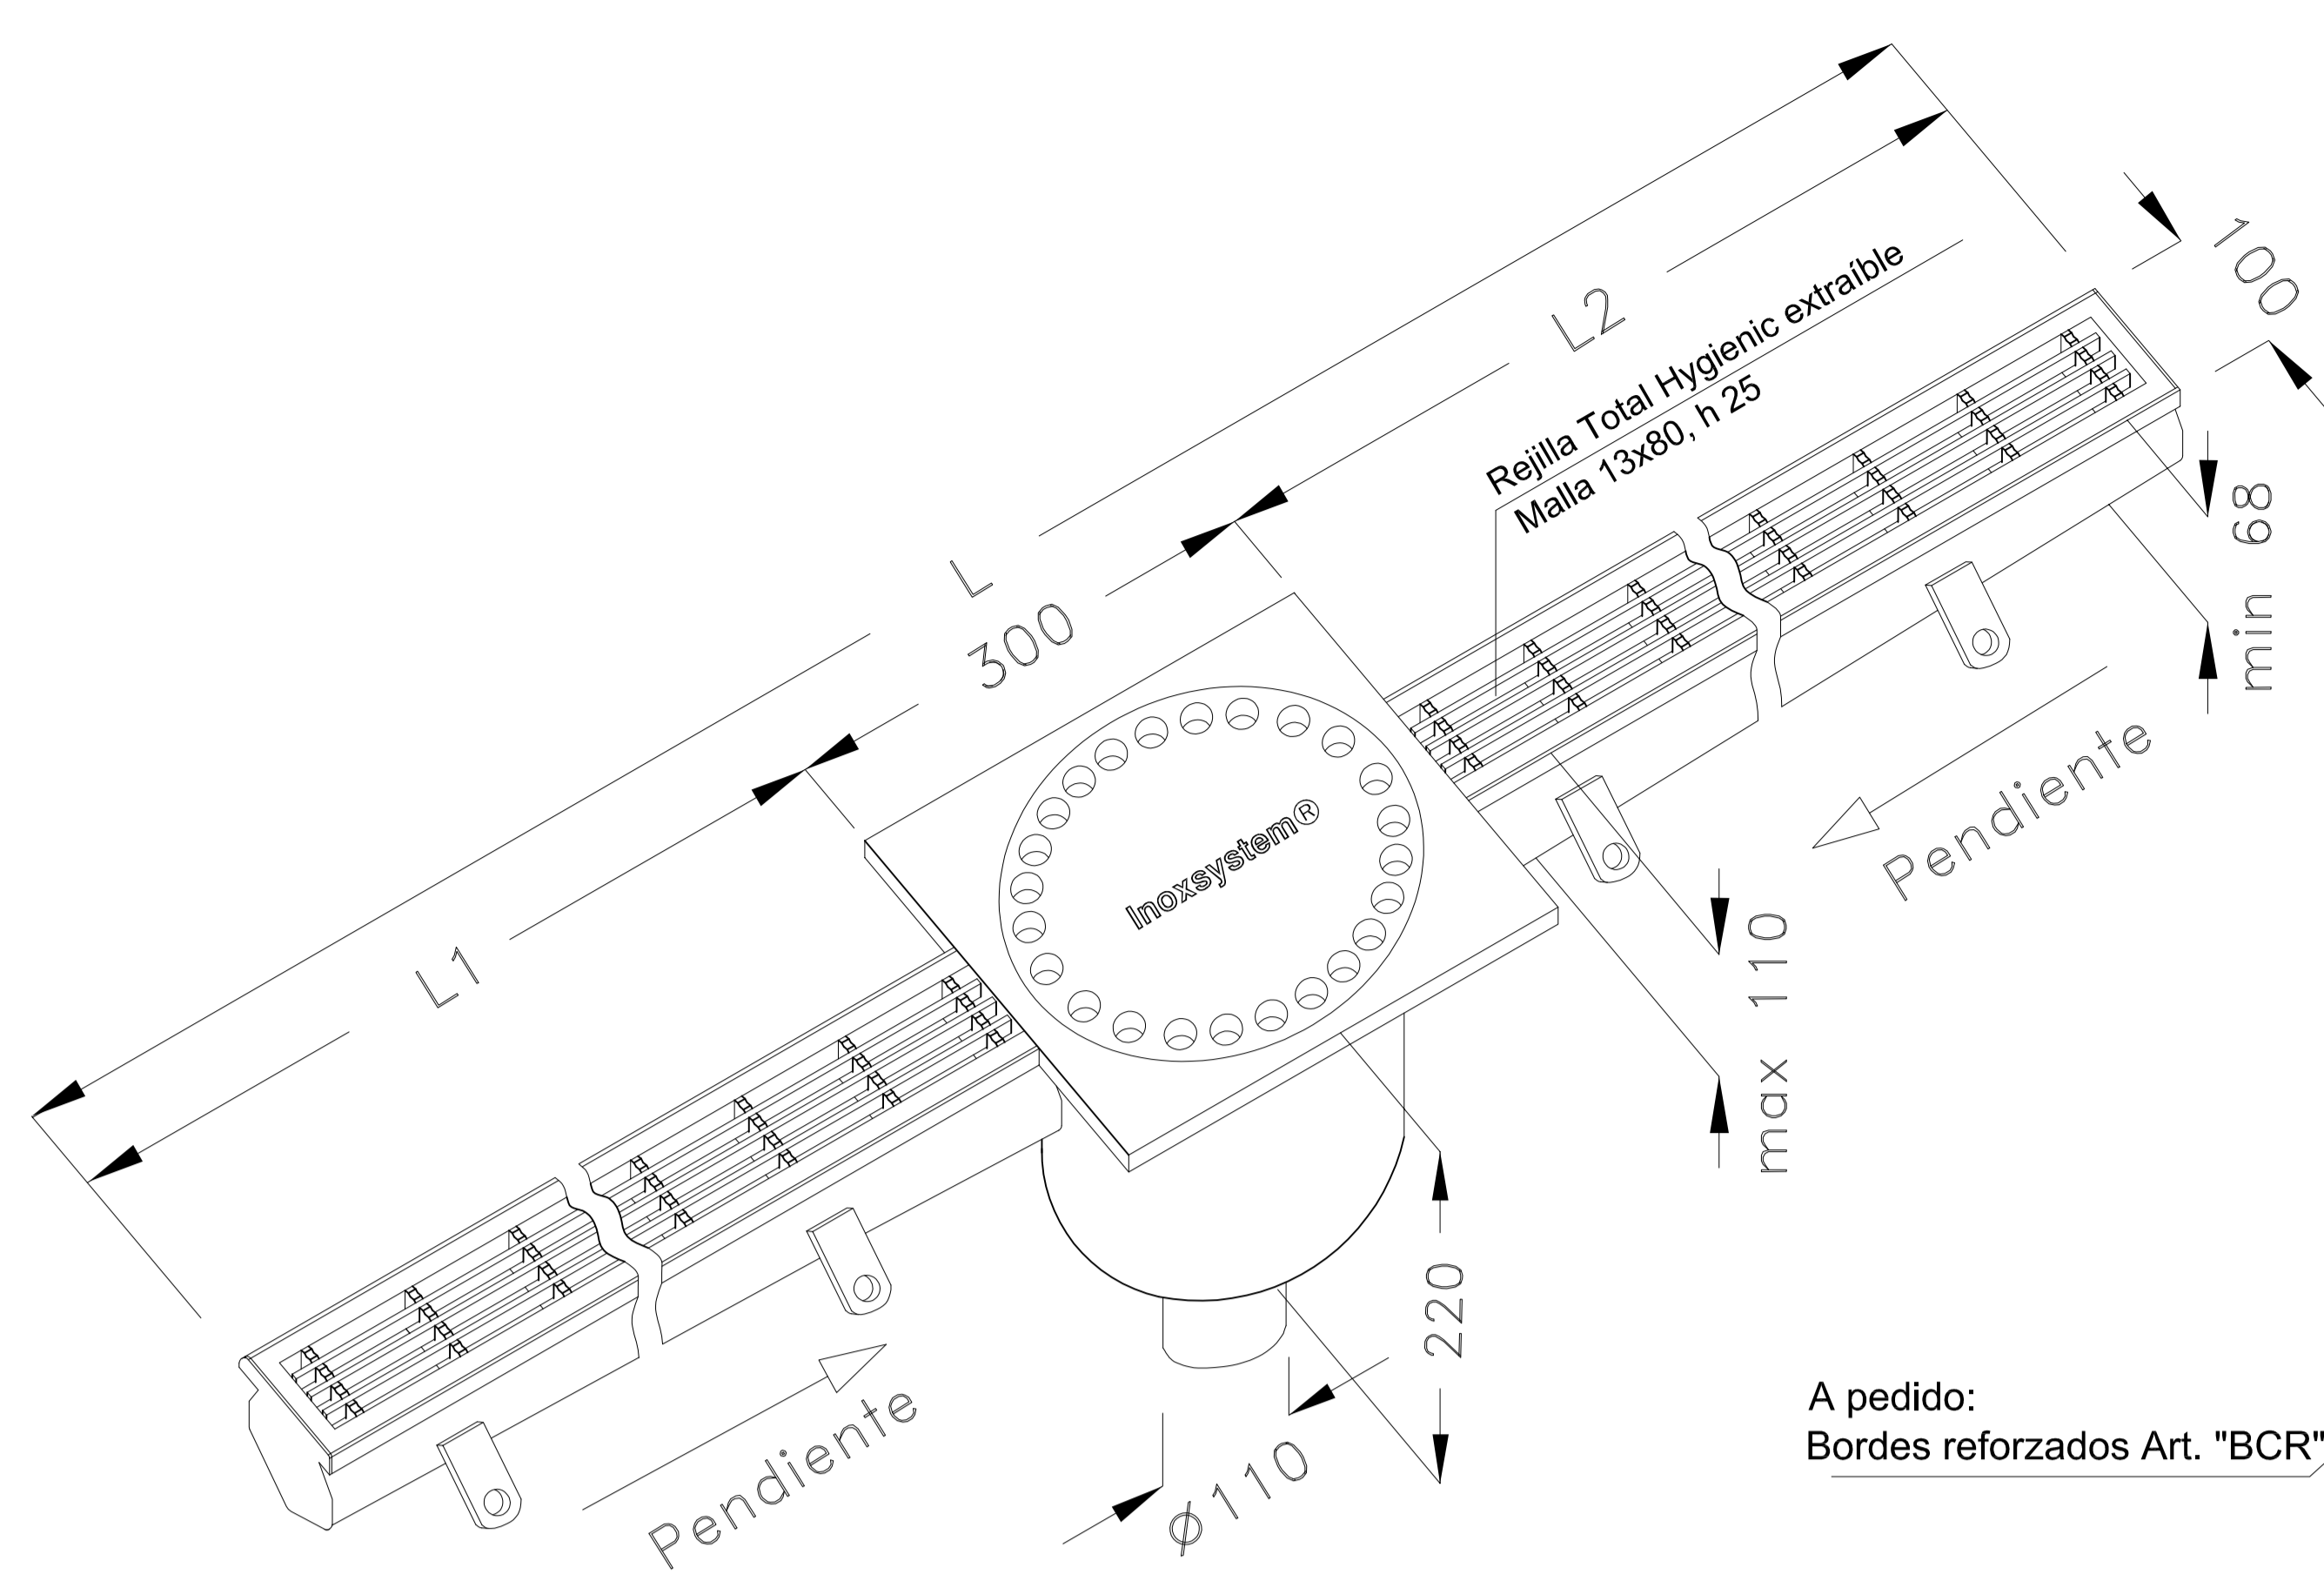 L
L2
100
Rejilla Total Hygienic extraíble
Malla 13x80, h 25
300
min 68
L1
Inoxsystem®
Pendiente
max 110
220
Pendiente
ø110
A pedido:
Bordes reforzados Art. "BCR"